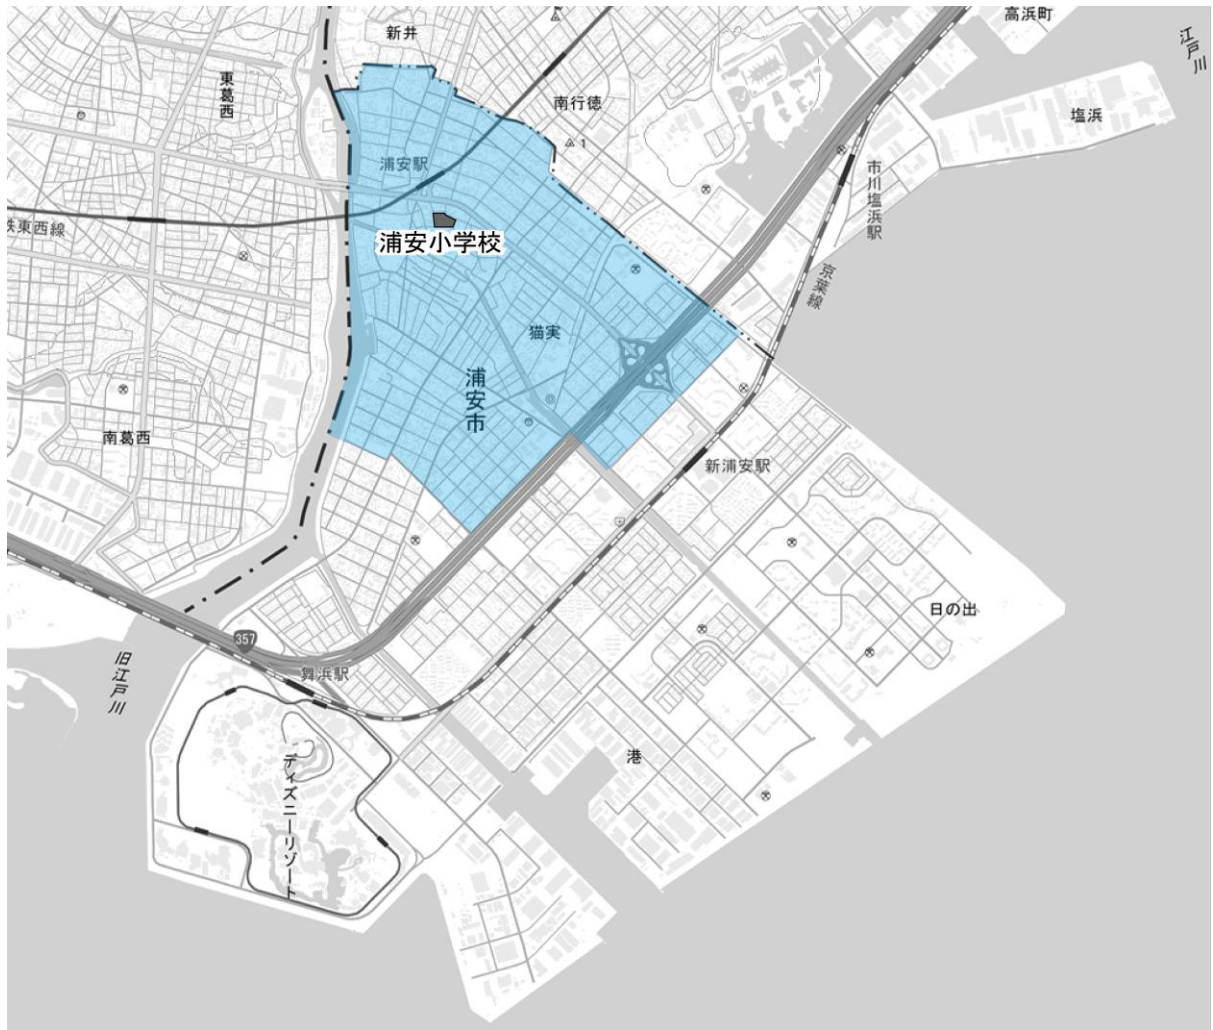 高浜町
新井
江戸川
東葛西
南行徳
塩浜
1
浦安駅
市川塩浜駅
鉄東西線
浦安小学校
京葉線
猫実
浦安市
南葛西
新浦安駅
日の出
357
舞浜駅
旧江戸川
港
ディズニーリゾート